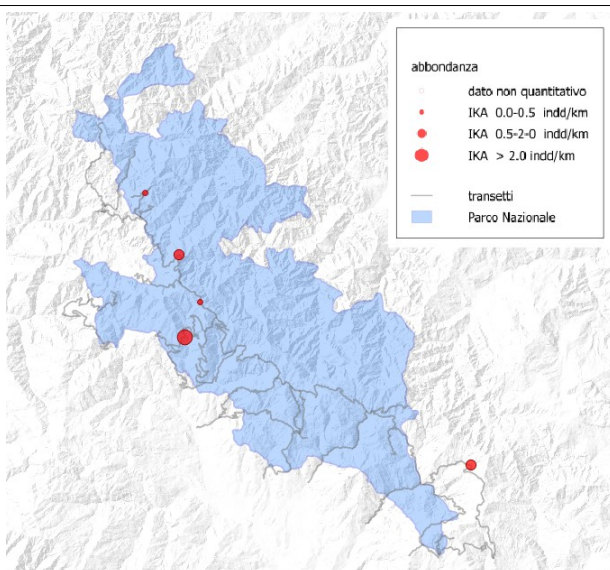 abbondanza
dato non quantitativo
IKA 0.0-0.5 indd/km
IKA 0.5-2-0 indd/km
IKA > 2.0 indd/km
transetti
Parco Nazionale